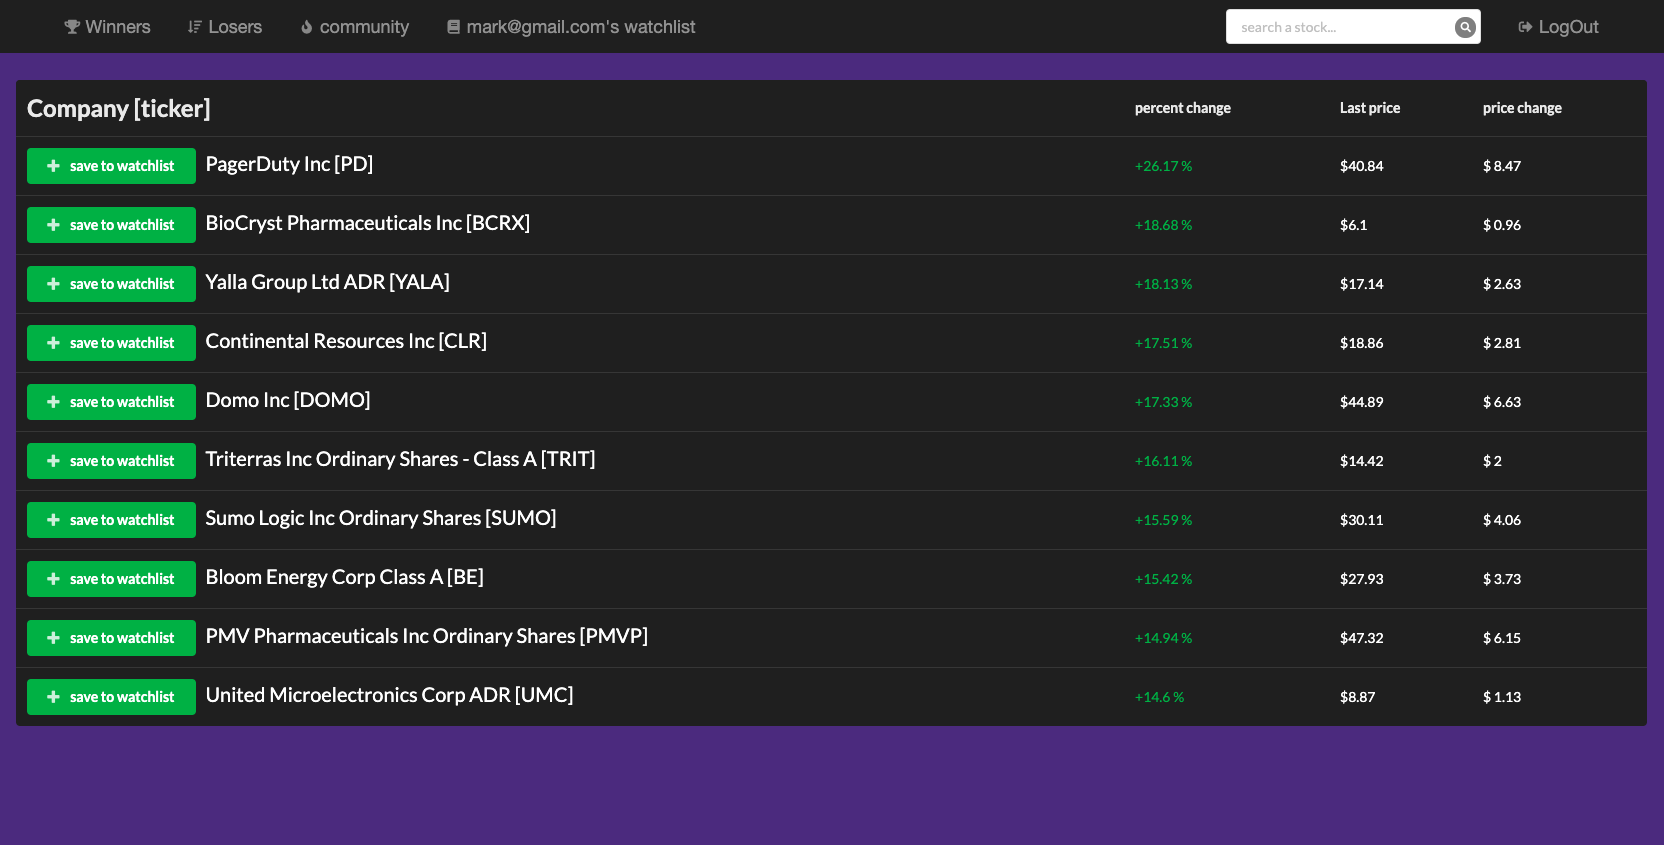 Winners Losers community mark@gmail.com's watchlist search a stock... LogOut
Company [ticker] percent change Last price price change
save to watchlist PagerDuty Inc [PD] +26.17 % $40.84 $ 8.47
save to watchlist BioCryst Pharmaceuticals Inc [BCRX] +18.68 % $6.1 $ 0.96
save to watchlist Yalla Group Ltd ADR [YALA] +18.13 % $17.14 $ 2.63
save to watchlist Continental Resources Inc [CLR] +17.51 % $18.86 $ 2.81
save to watchlist Domo Inc [DOMO] +17.33 % $44.89 $ 6.63
save to watchlist Triterras Inc Ordinary Shares - Class A [TRIT] +16.11 % $14.42 $ 2
save to watchlist Sumo Logic Inc Ordinary Shares [SUMO] +15.59 % $30.11 $ 4.06
save to watchlist Bloom Energy Corp Class A [BE] +15.42 % $27.93 $ 3.73
save to watchlist PMV Pharmaceuticals Inc Ordinary Shares [PMVP] +14.94 % $47.32 $ 6.15
save to watchlist United Microelectronics Corp ADR [UMC] +14.6 % $8.87 $ 1.13